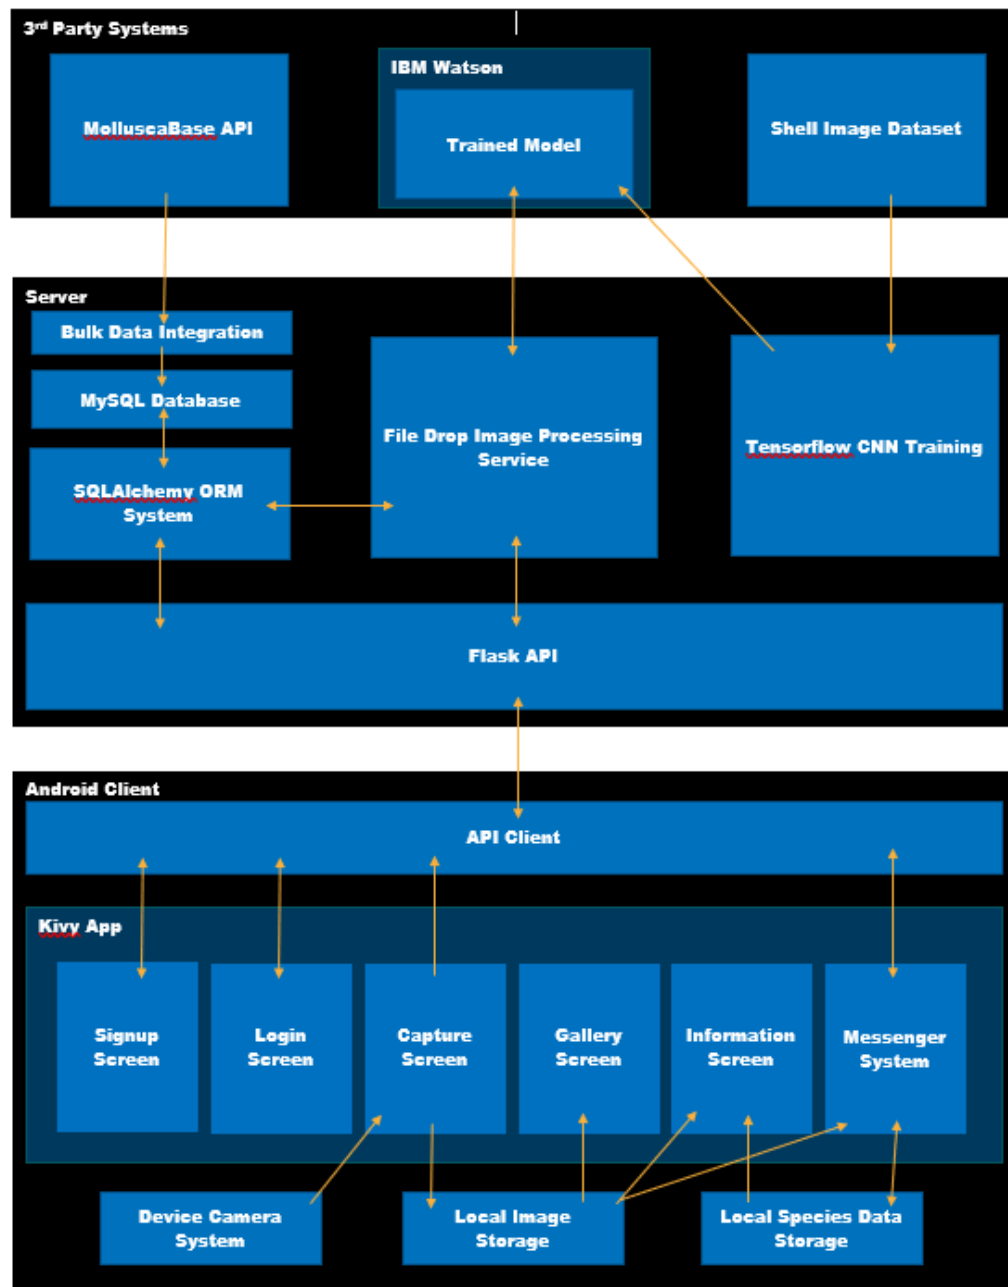 3rd Party Systems
MolluscaBase API
IBM Watson
Trained Model
Shell Image Dataset
Server
Bulk Data Integration
MySQL Database
SQLAlchemy ORM
System
File Drop Image Processing
Service
Tensorflow CNN Training
Flask API
Android Client
API Client
Kivy App
Signup
Screen
Login
Screen
Capture
Screen
Gallery
Screen
Information
Screen
Messenger
System
Device Camera
System
Local Image
Storage
Local Species Data
Storage